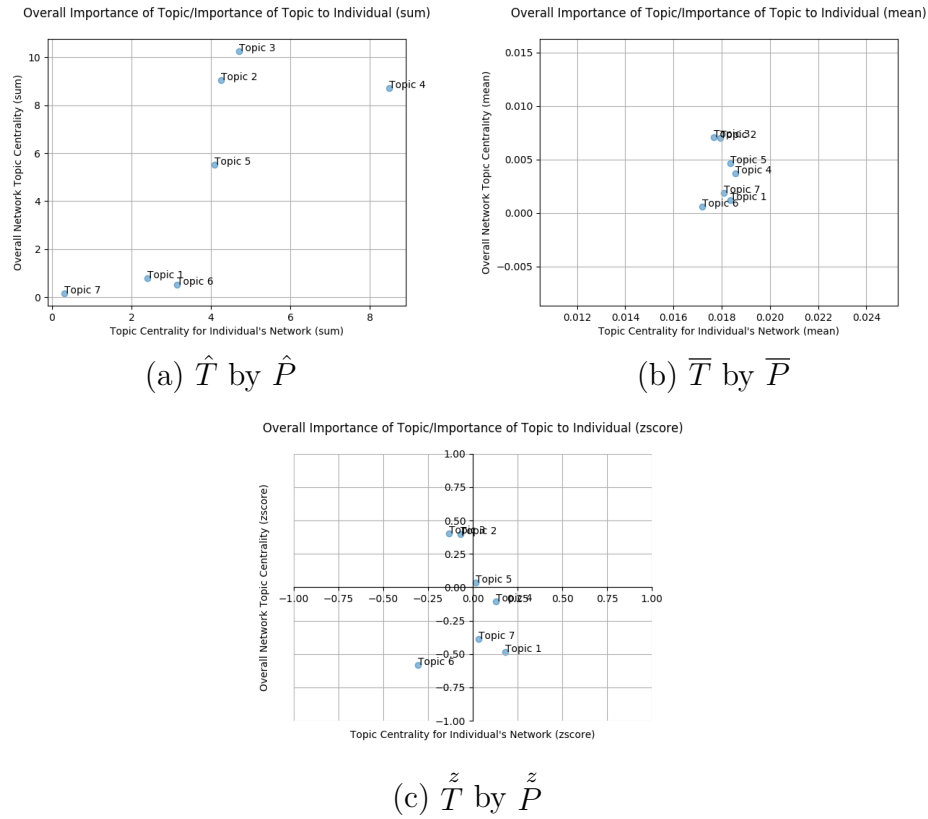 Overall Importance of Topic/Importance of Topic to Individual (sum)
Overall Network Topic Centrality (sum)
10
8
6
4
2
0
Topic 3
Topic 2
Topic 4
Topic 5
Topic 1
Topic 6
Topic 7
0 2 4 6 8
Topic Centrality for Individual's Network (sum)
(a) T̂ by P̂
Overall Importance of Topic/Importance of Topic to Individual (mean)
Overall Network Topic Centrality (mean)
0.015
0.010
0.005
0.000
−0.005
Topic 3
Topic 2
Topic 5
Topic 4
Topic 7
Topic 1
Topic 6
0.012 0.014 0.016 0.018 0.020 0.022 0.024
Topic Centrality for Individual's Network (mean)
(b) T̅ by P̅
Overall Importance of Topic/Importance of Topic to Individual (zscore)
Overall Network Topic Centrality (zscore)
1.00
0.75
0.50
0.25
0.00
−0.25
−0.50
−0.75
−1.00
Topic 3
Topic 2
Topic 5
Topic 4
Topic 7
Topic 1
Topic 6
−1.00 −0.75 −0.50 −0.25 0.00 0.25 0.50 0.75 1.00
Topic Centrality for Individual's Network (zscore)
z z
(c) T by P